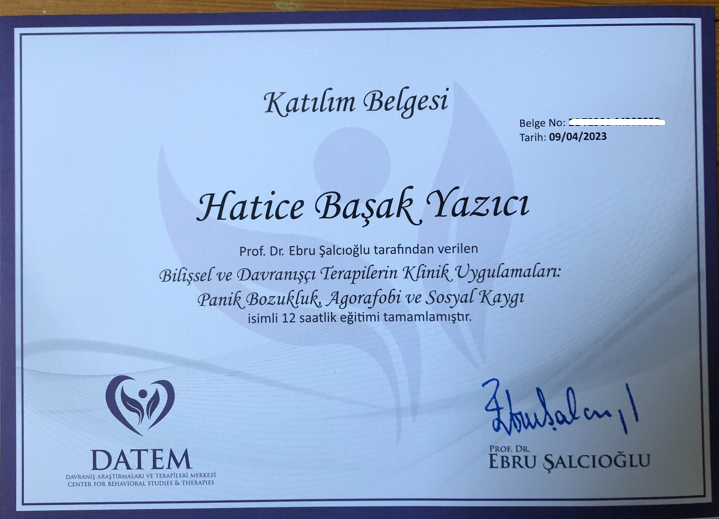 Katılım Belgesi
Belge No:
Tarih: 09/04/2023
Hatice Başak Yazıcı
Prof. Dr. Ebru Şalcıoğlu tarafından verilen
Bilişsel ve Davranışçı Terapilerin Klinik Uygulamaları:
Panik Bozukluk, Agorafobi ve Sosyal Kaygı
isimli 12 saatlik eğitimi tamamlamıştır.
DATEM
DAVRANIŞ ARAŞTIRMALARI VE TERAPİLERİ MERKEZİ
CENTER FOR BEHAVIORAL STUDIES & THERAPIES
PROF. DR.
EBRU ŞALCIOĞLU